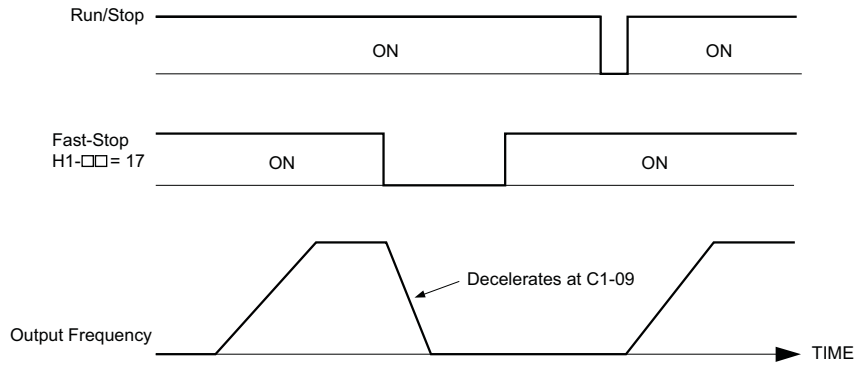 Run/Stop
ON
ON
Fast-Stop
H1-□□= 17
ON
ON
Decelerates at C1-09
Output Frequency
TIME